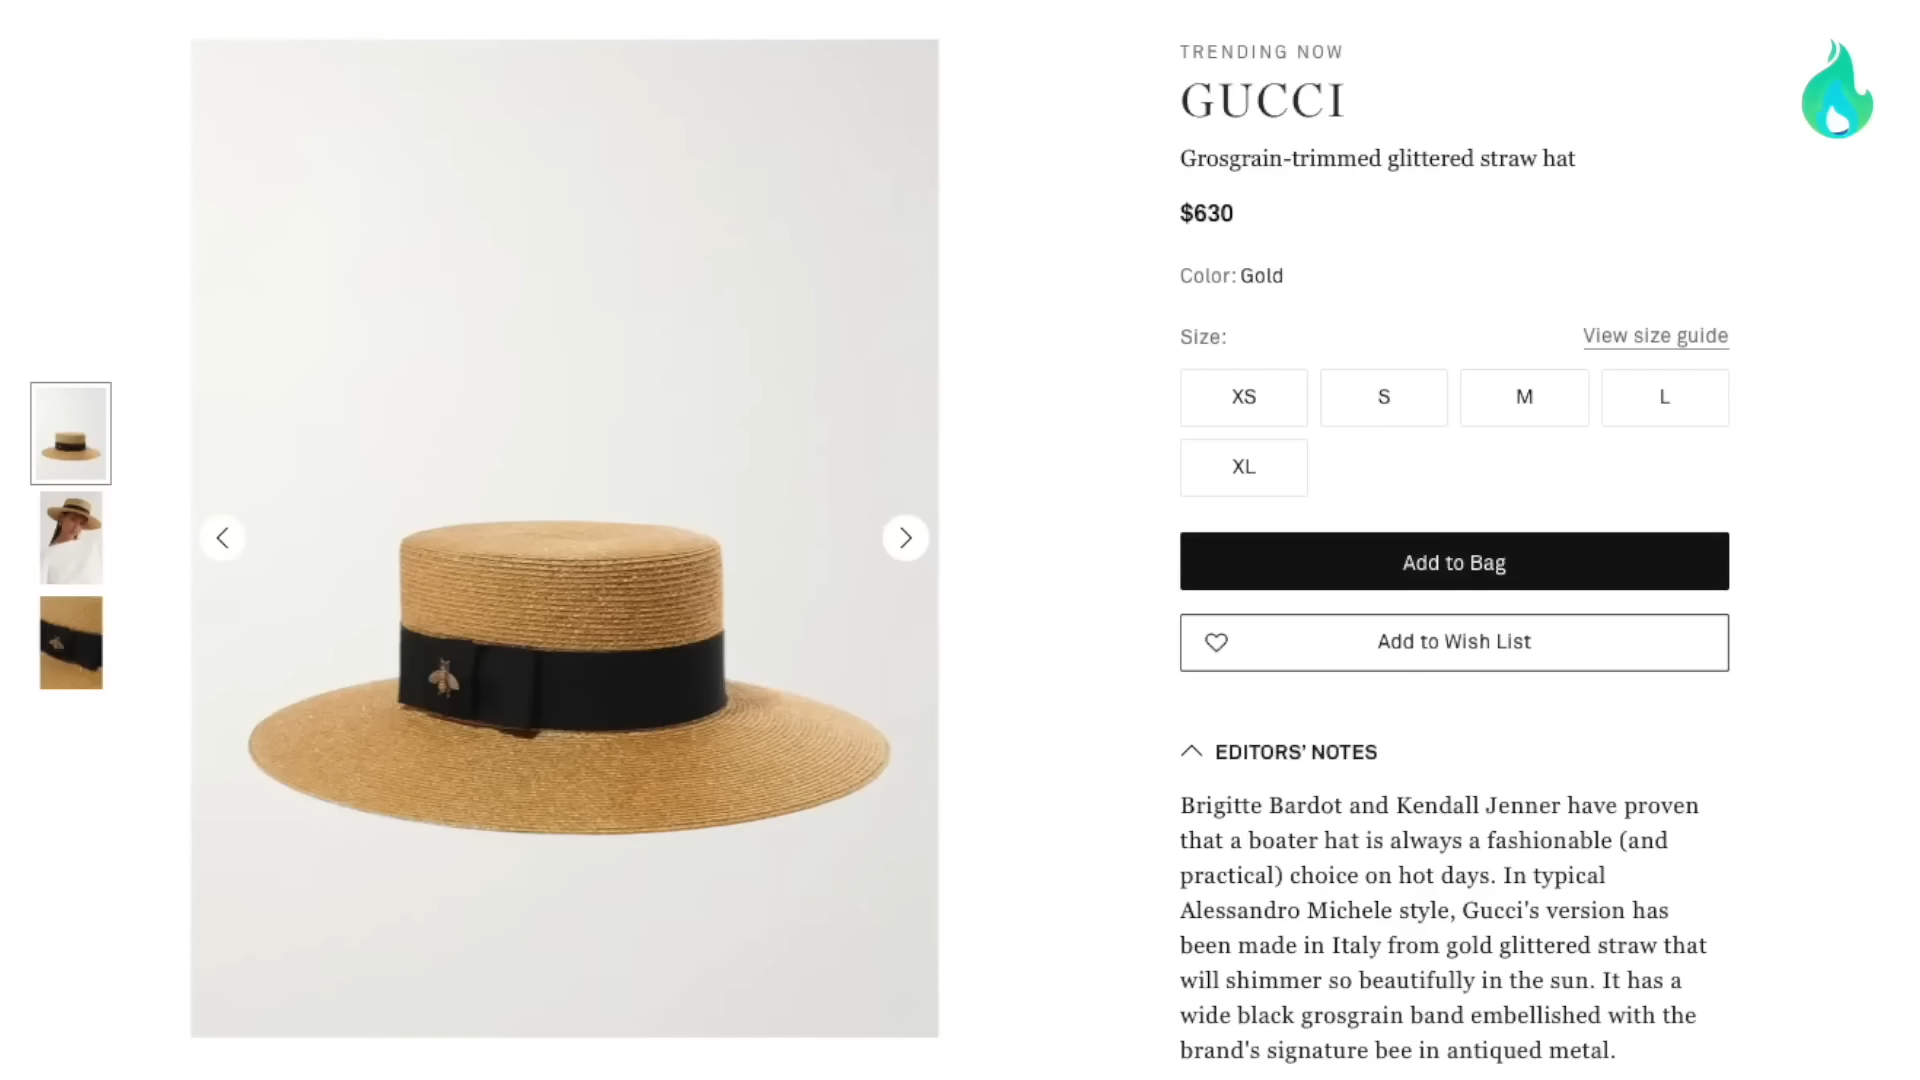 TRENDING NOW
GUCCI
Grosgrain-trimmed glittered straw hat
$630
Color: Gold
Size:
View size guide
XS
S
M
L
XL
Add to Bag
Add to Wish List
EDITORS’ NOTES
Brigitte Bardot and Kendall Jenner have proven
that a boater hat is always a fashionable (and
practical) choice on hot days. In typical
Alessandro Michele style, Gucci's version has
been made in Italy from gold glittered straw that
will shimmer so beautifully in the sun. It has a
wide black grosgrain band embellished with the
brand's signature bee in antiqued metal.